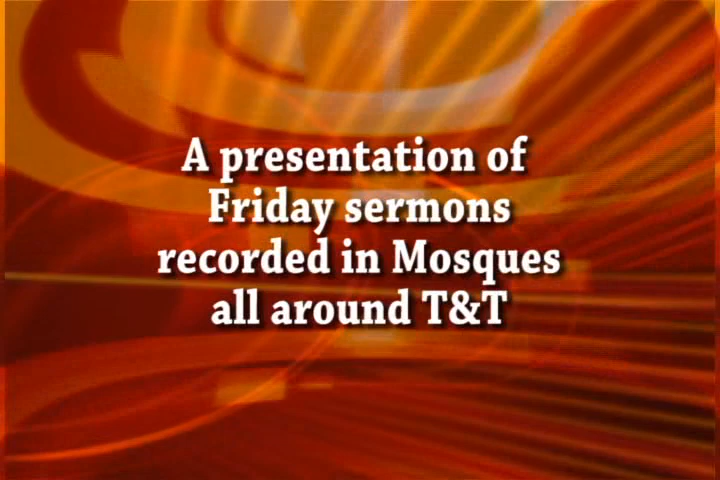 A presentation of
Friday sermons
recorded in Mosques
all around T&T